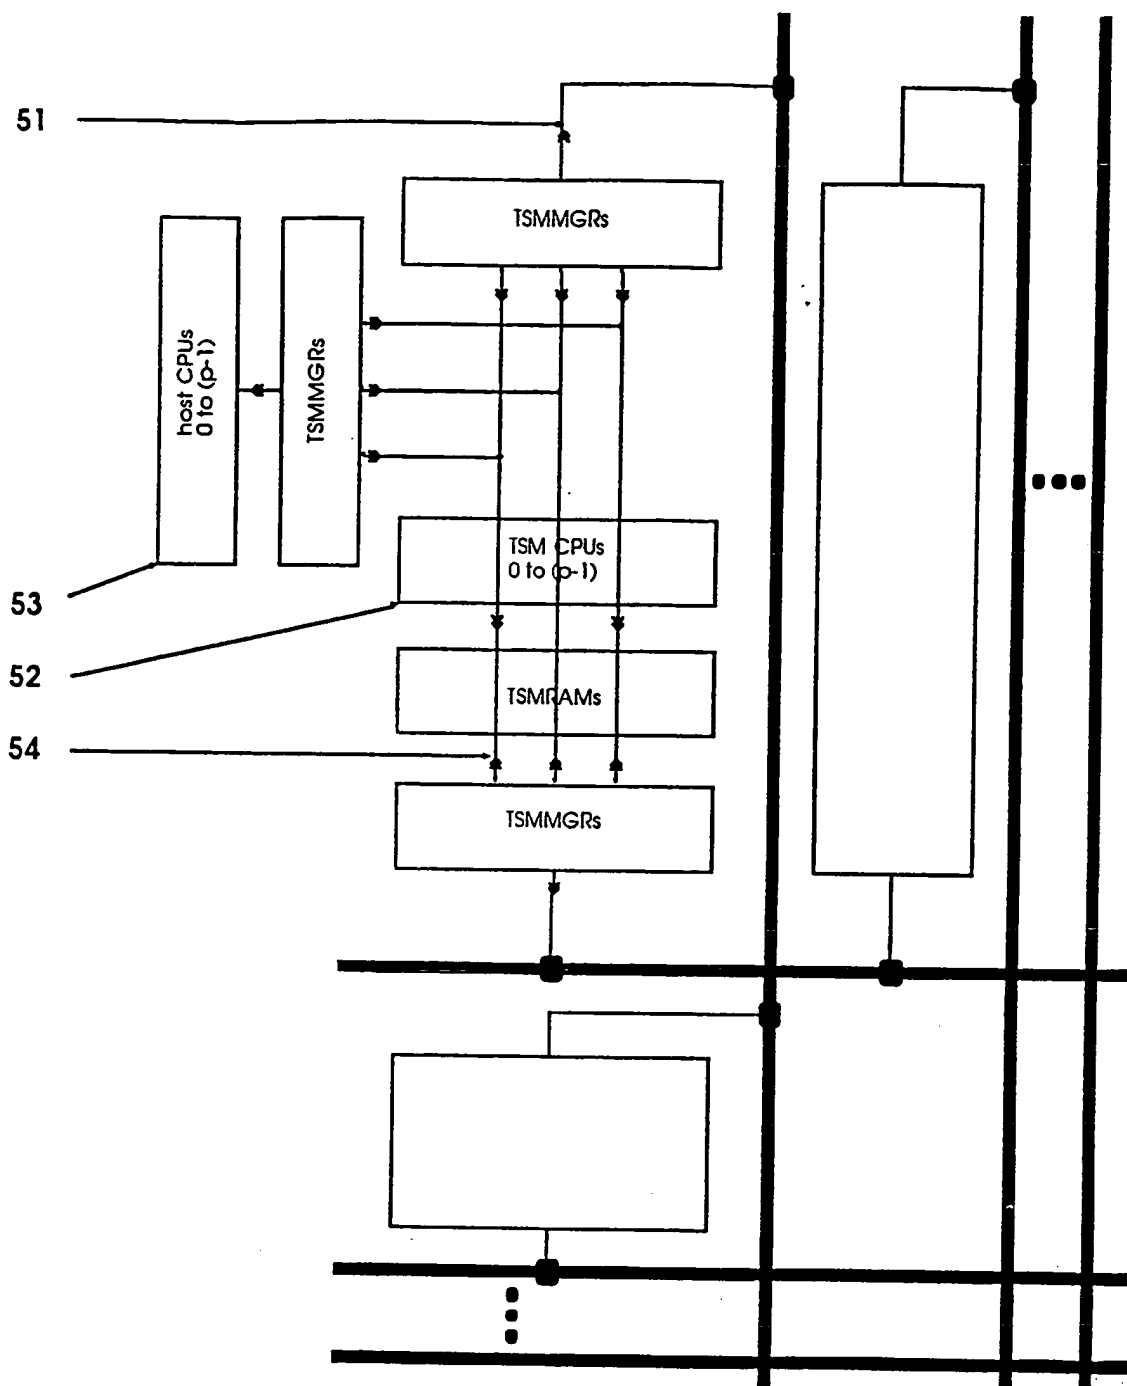 51
TSMMGRs
host CPUs
0 to (p-1)
TSMMGRs
TSM CPUs
0 to (p-1)
53
52
TSMRAMs
54
TSMMGRs